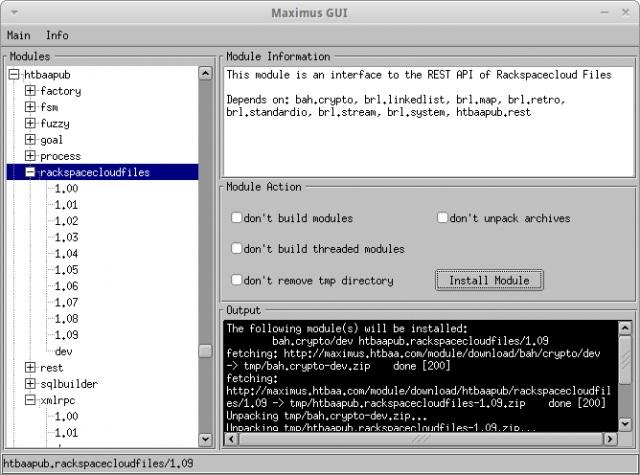 Maximus GUI
Main Info
Modules
htbaapub
factory
fsm
fuzzy
goal
process
rackspacecloudfiles
1.00
1.01
1.02
1.03
1.04
1.05
1.06
1.07
1.08
1.09
dev
rest
sqlbuilder
xmlrpc
1.00
1.01
Module Information
This module is an interface to the REST API of Rackspacecloud Files
Depends on: bah.crypto, brl.linkedlist, brl.map, brl.retro,
brl.standardio, brl.stream, brl.system, htbaapub.rest
Module Action
don't build modules
don't unpack archives
don't build threaded modules
don't remove tmp directory
Install Module
Output
The following module(s) will be installed:
bah.crypto/dev htbaapub.rackspacecloudfiles/1.09
fetching: http://maximus.htbaa.com/module/download/bah/crypto/dev
-> tmp/bah.crypto-dev.zip done [200]
fetching:
http://maximus.htbaa.com/module/download/htbaapub/rackspacecloudfil
es/1.09 -> tmp/htbaapub.rackspacecloudfiles-1.09.zip done [200]
Unpacking tmp/bah.crypto-dev.zip...
Unpacking tmp/htbaapub.rackspacecloudfiles-1.09.zip...
htbaapub.rackspacecloudfiles/1.09